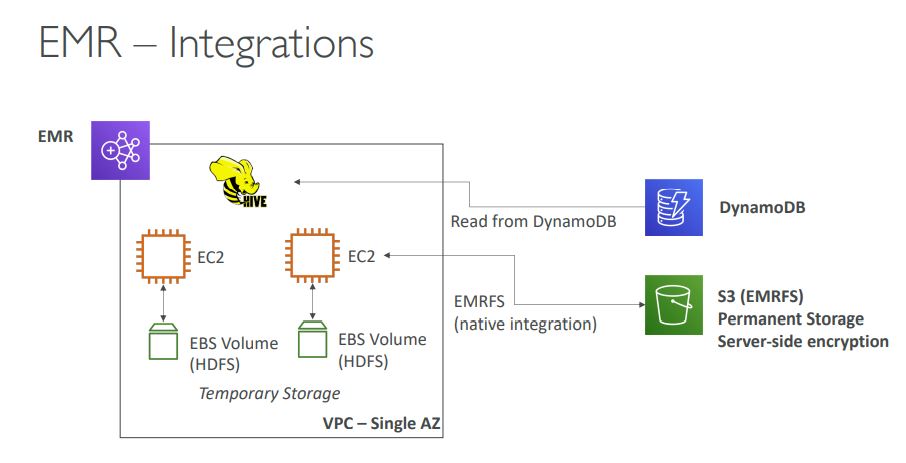 EMR – Integrations
EMR
HIVE
Read from DynamoDB
DynamoDB
EC2
EC2
EMRFS
(native integration)
S3 (EMRFS)
Permanent Storage
Server-side encryption
EBS Volume
(HDFS)
EBS Volume
(HDFS)
Temporary Storage
VPC – Single AZ